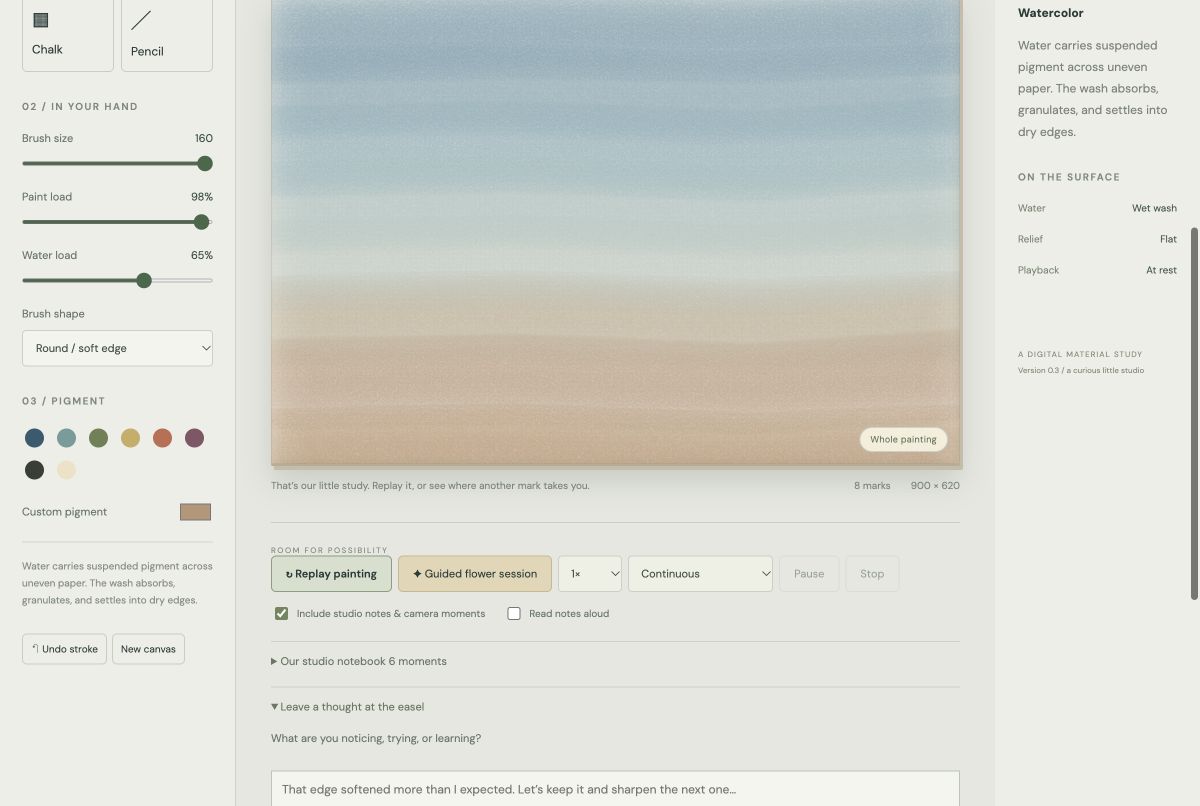 Chalk
Pencil
02 / IN YOUR HAND
Brush size 160
Paint load 98%
Water load 65%
Brush shape
Round / soft edge
03 / PIGMENT
Custom pigment
Water carries suspended pigment across
uneven paper. The wash absorbs,
granulates, and settles into dry edges.
Undo stroke
New canvas
Whole painting
That's our little study. Replay it, or see where another mark takes you.
8 marks
900 × 620
ROOM FOR POSSIBILITY
↻ Replay painting
✦ Guided flower session
1×
Continuous
Pause
Stop
Include studio notes & camera moments
Read notes aloud
Our studio notebook 6 moments
Leave a thought at the easel
What are you noticing, trying, or learning?
That edge softened more than I expected. Let's keep it and sharpen the next one…
Watercolor
Water carries suspended
pigment across uneven
paper. The wash absorbs,
granulates, and settles into
dry edges.
ON THE SURFACE
Water Wet wash
Relief Flat
Playback At rest
A DIGITAL MATERIAL STUDY
Version 0.3 / a curious little studio